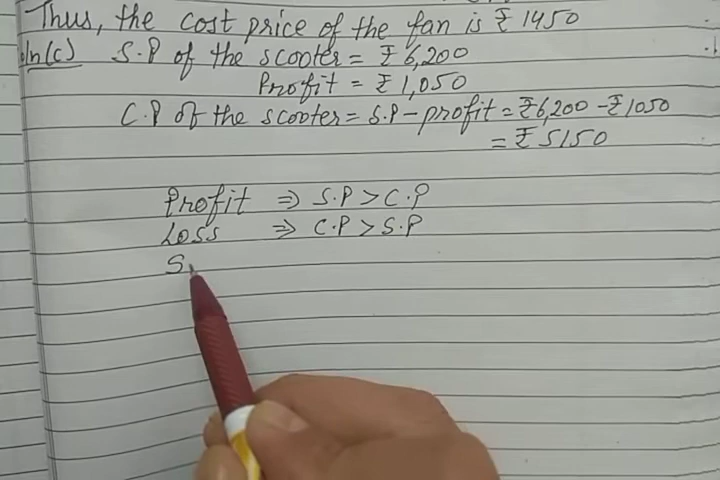 Thus, the cost price of the fan is ₹ 1450
In(c) S.P of the scooter = ₹ 6,200
Profit = ₹ 1,050
C.P of the scooter = S.P - profit = ₹6,200 - ₹1050
= ₹ 5150
Profit ⇒ S.P > C.P
Loss ⇒ C.P > S.P
S.